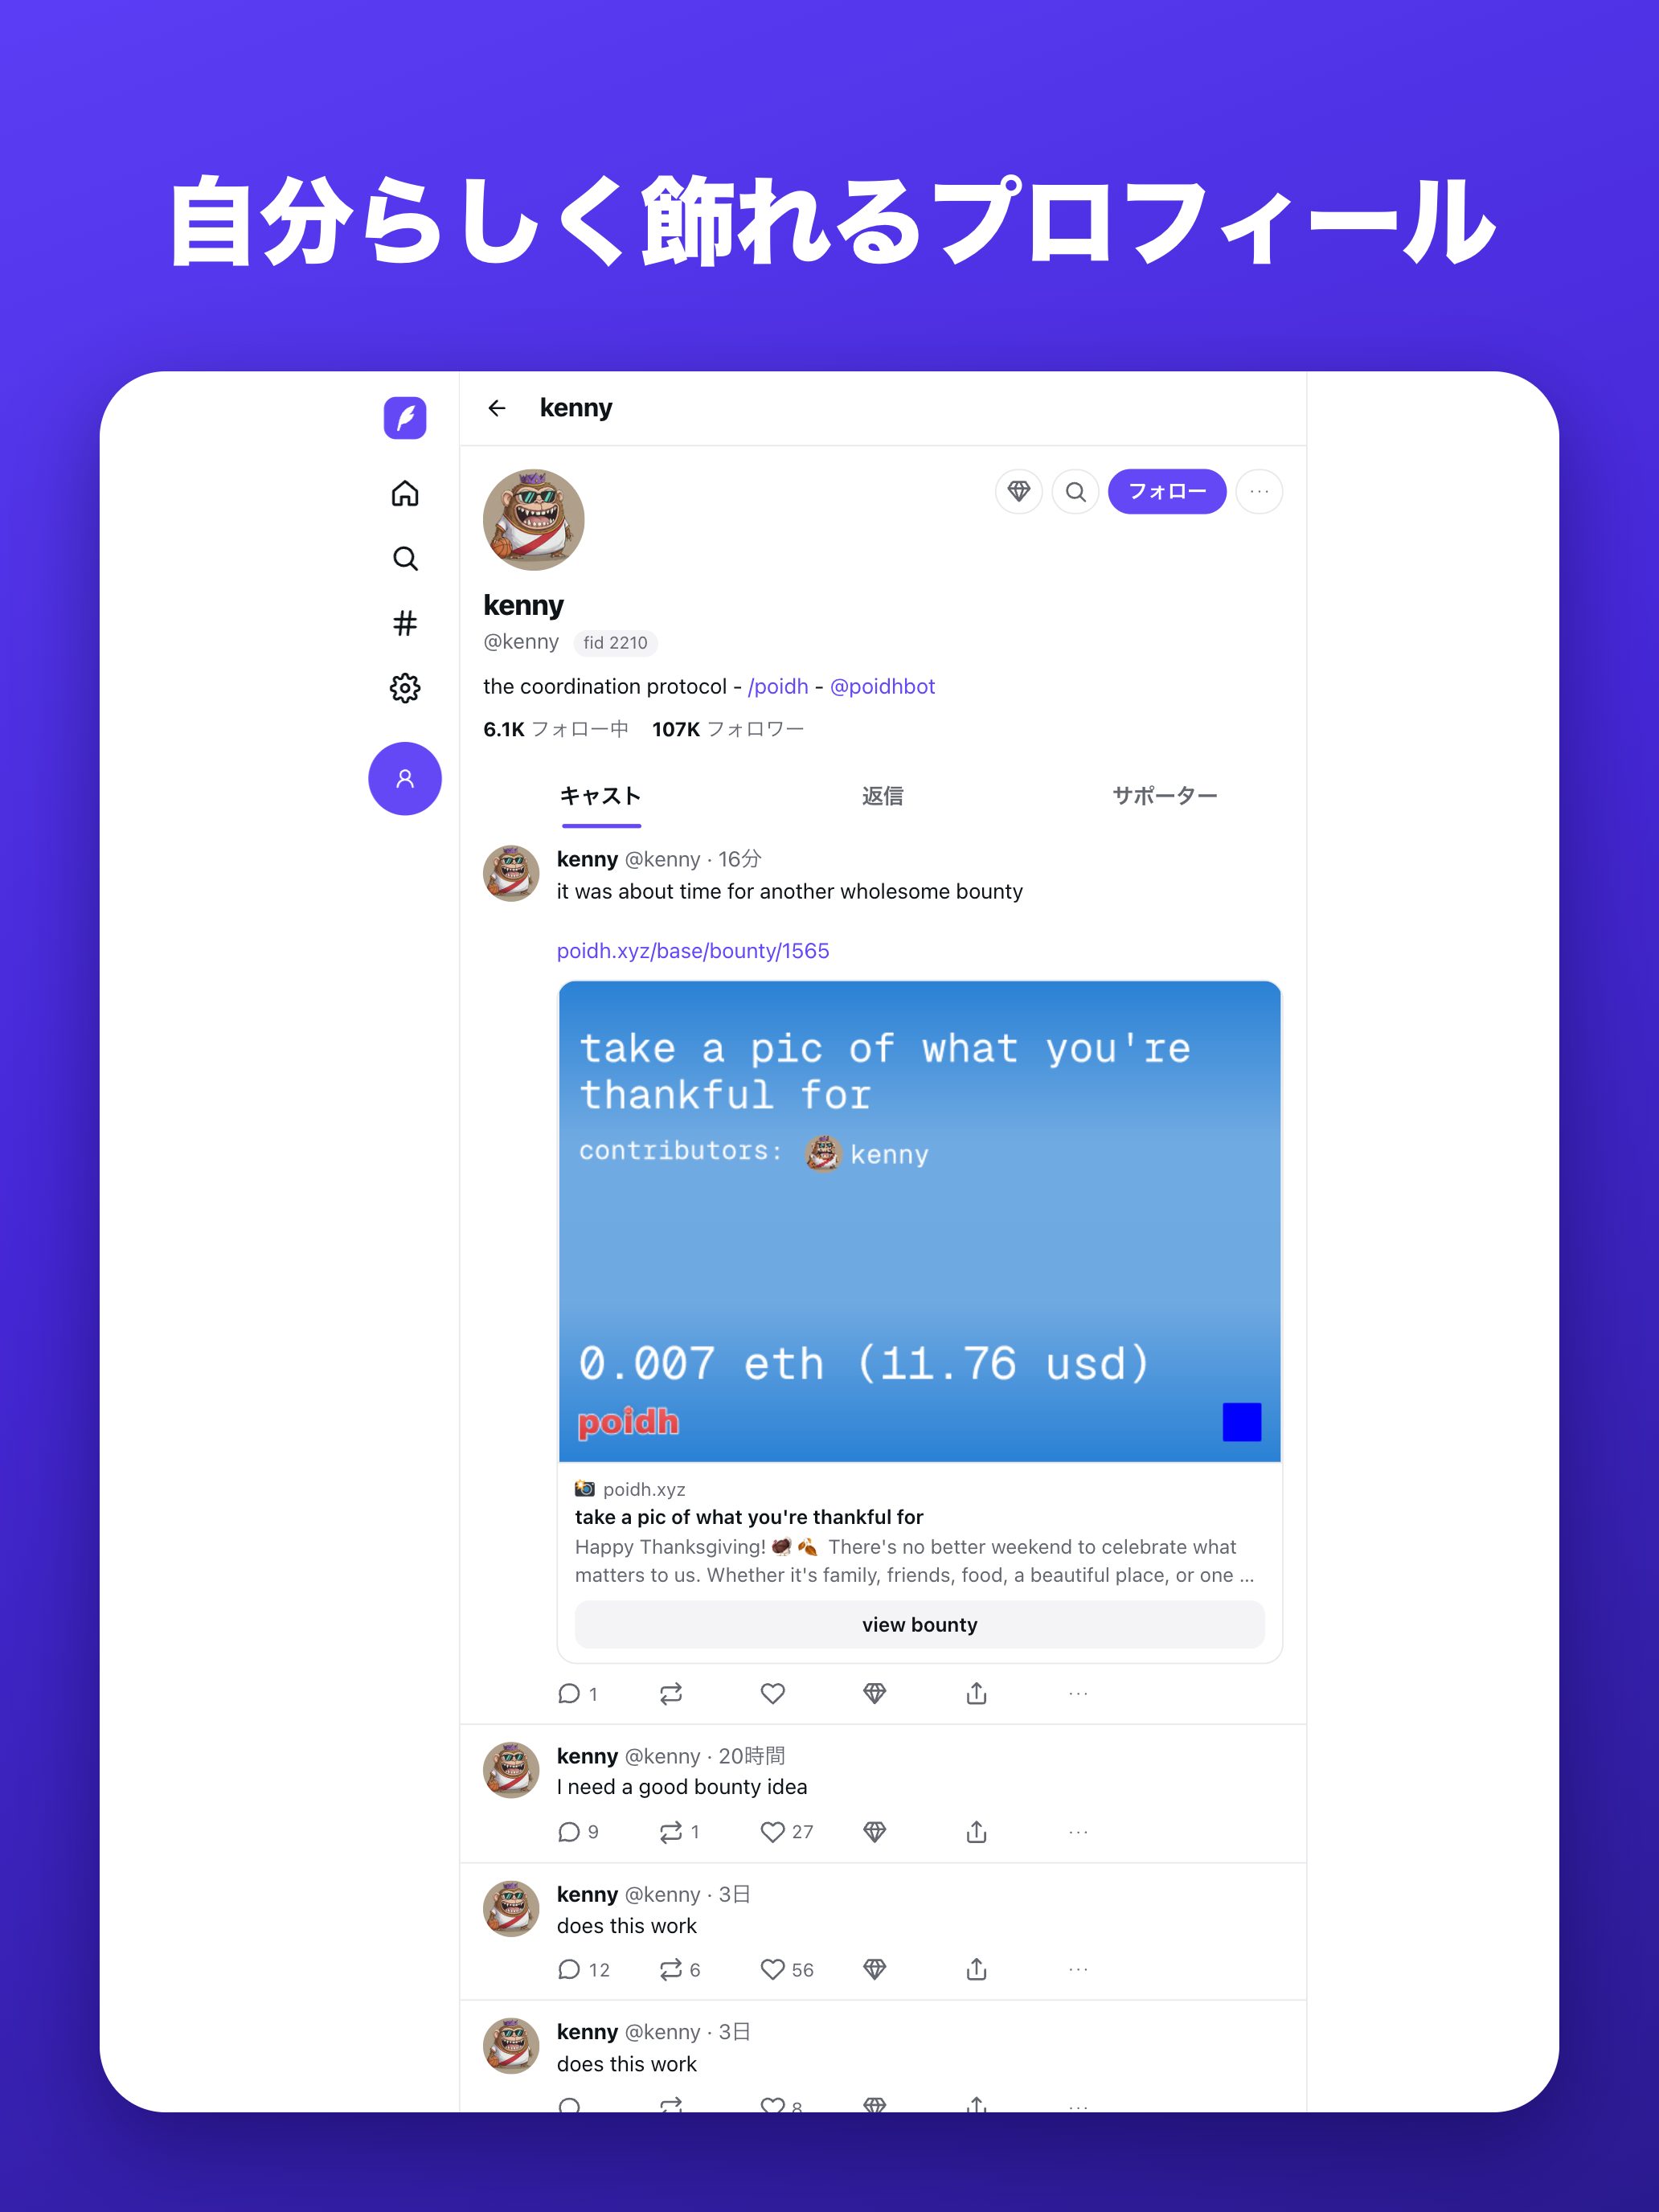 自分らしく飾れるプロフィール
kenny
フォロー
kenny
@kenny fid 2210
the coordination protocol - /poidh - @poidhbot
6.1K フォロー中 107K フォロワー
キャスト 返信 サポーター
kenny @kenny · 16分
it was about time for another wholesome bounty
poidh.xyz/base/bounty/1565
take a pic of what you're
thankful for
contributors: kenny
0.007 eth (11.76 usd)
poidh
poidh.xyz
take a pic of what you're thankful for
Happy Thanksgiving! 🦃 🍂 There's no better weekend to celebrate what
matters to us. Whether it's family, friends, food, a beautiful place, or one ...
view bounty
1
kenny @kenny · 20時間
I need a good bounty idea
9 1 27
kenny @kenny · 3日
does this work
12 6 56
kenny @kenny · 3日
does this work
8